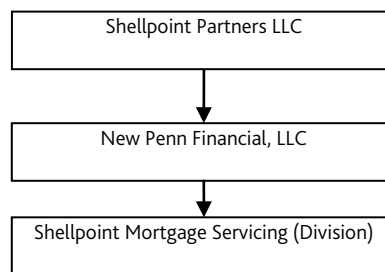 Shellpoint Partners LLC
New Penn Financial, LLC
Shellpoint Mortgage Servicing (Division)